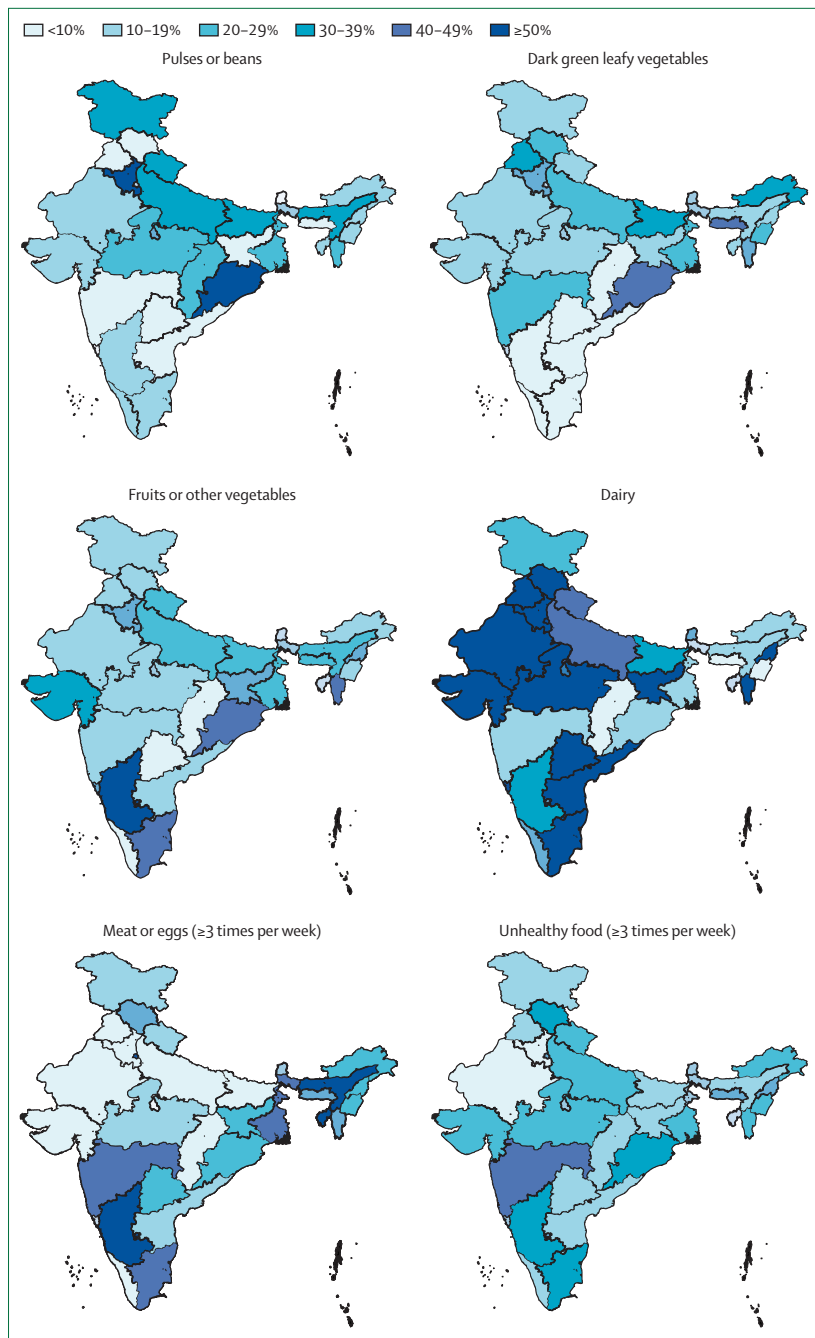 <10% 10–19% 20–29% 30–39% 40–49% ≥50%
Pulses or beans
Dark green leafy vegetables
Fruits or other vegetables
Dairy
Meat or eggs (≥3 times per week)
Unhealthy food (≥3 times per week)